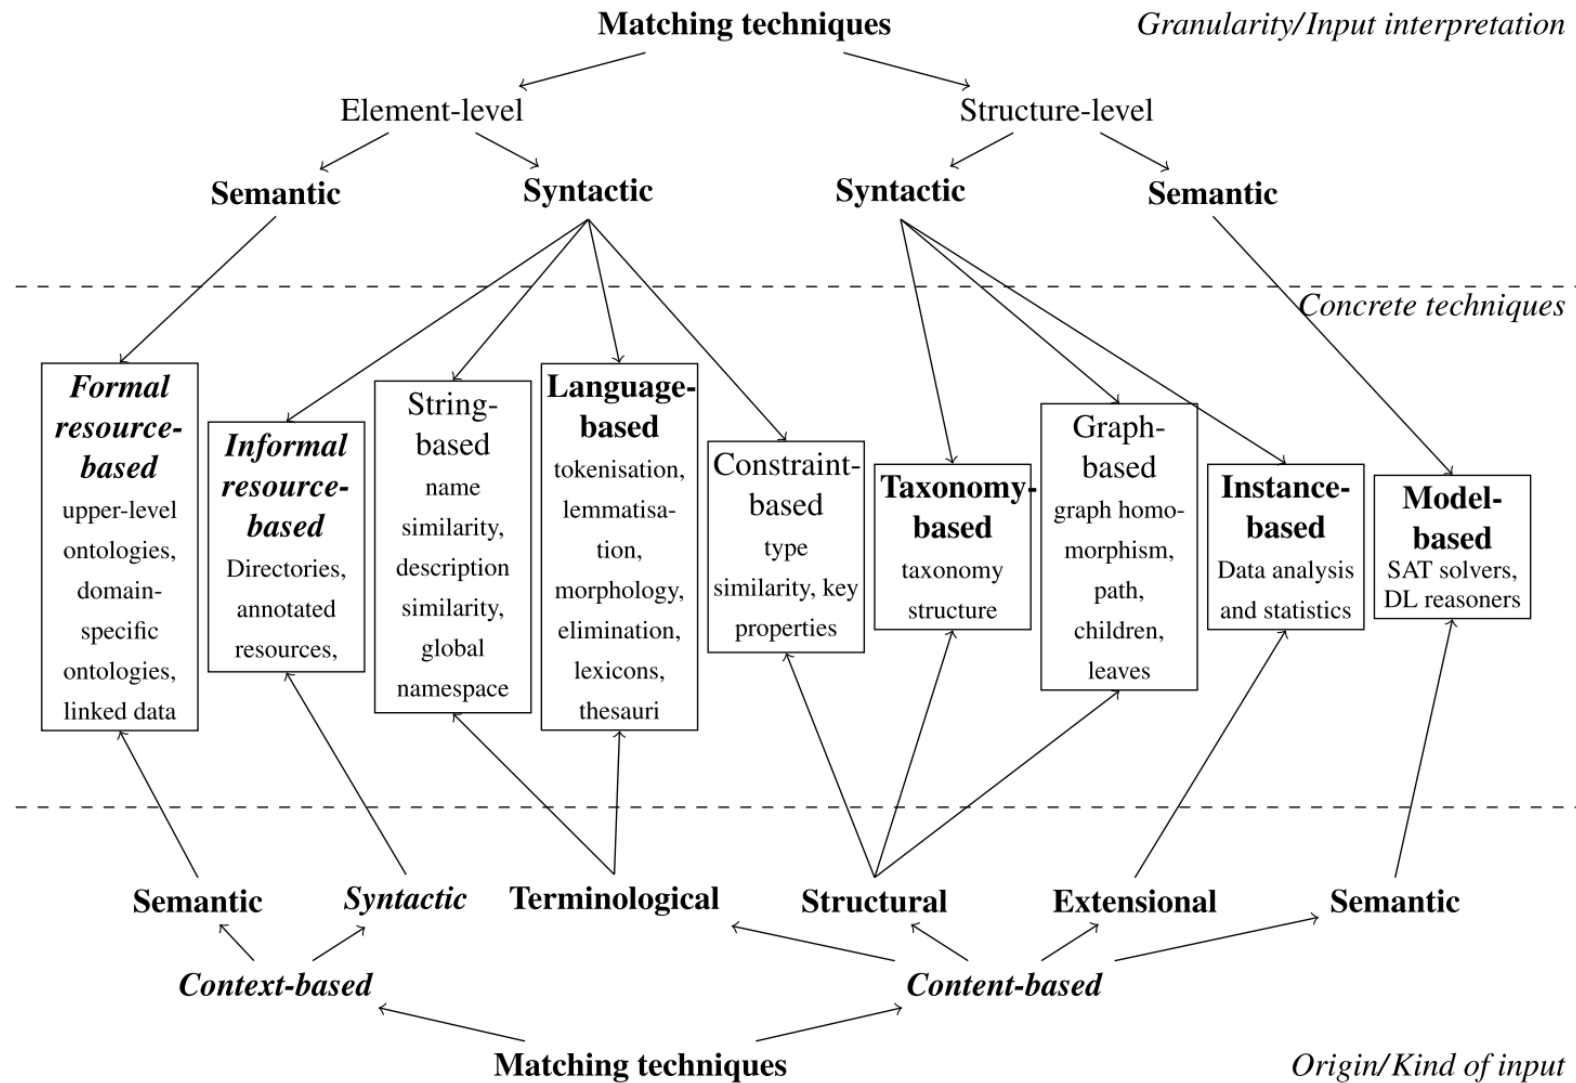 Matching techniques
Granularity/Input interpretation
Element-level
Structure-level
Semantic
Syntactic
Syntactic
Semantic
Concrete techniques
Formal
resource-
based
upper-level
ontologies,
domain-
specific
ontologies,
linked data
Informal
resource-
based
Directories,
annotated
resources,
String-
based
name
similarity,
description
similarity,
global
namespace
Language-
based
tokenisation,
lemmatisa-
tion,
morphology,
elimination,
lexicons,
thesauri
Constraint-
based
type
similarity, key
properties
Taxonomy-
based
taxonomy
structure
Graph-
based
graph homo-
morphism,
path,
children,
leaves
Instance-
based
Data analysis
and statistics
Model-
based
SAT solvers,
DL reasoners
Semantic
Syntactic
Terminological
Structural
Extensional
Semantic
Context-based
Content-based
Matching techniques
Origin/Kind of input